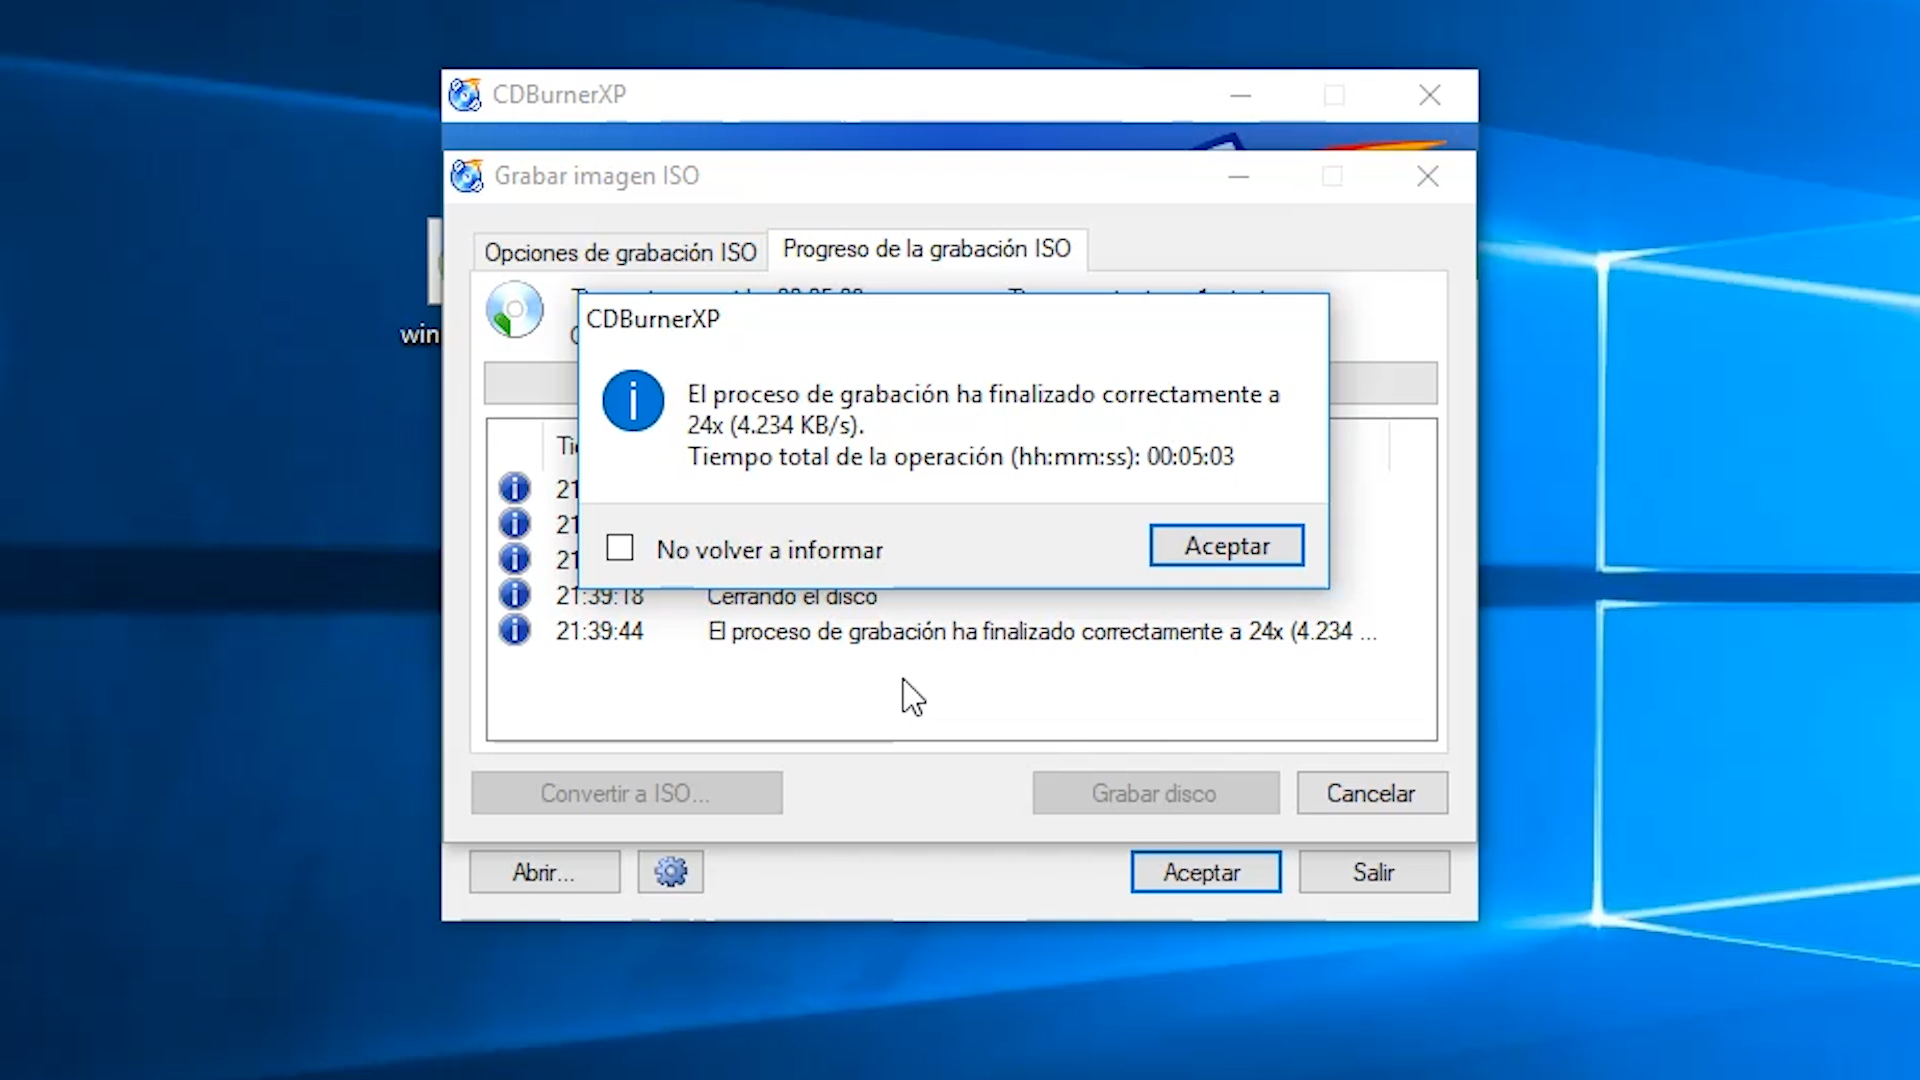 CDBurnerXP
Grabar imagen ISO
Opciones de grabación ISO
Progreso de la grabación ISO
win
CDBurnerXP
El proceso de grabación ha finalizado correctamente a
24x (4.234 KB/s).
Tiempo total de la operación (hh:mm:ss): 00:05:03
No volver a informar
Aceptar
21:39:18 Cerrando el disco
21:39:44 El proceso de grabación ha finalizado correctamente a 24x (4.234 ...
Convertir a ISO...
Grabar disco
Cancelar
Abrir...
Aceptar
Salir